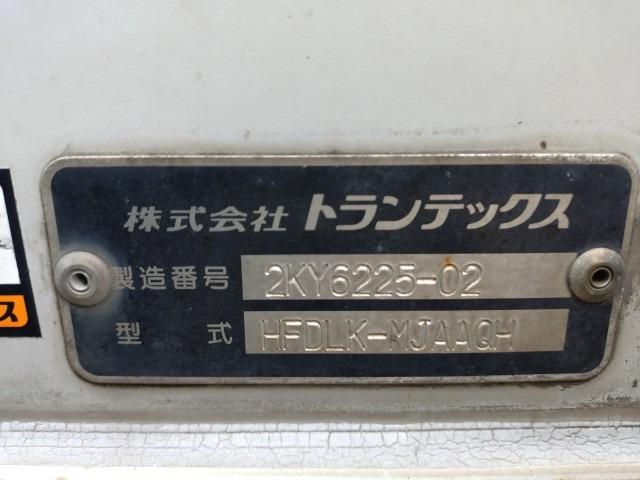 株式会社 トランテックス
製造番号 2KY6225-02
型式 HFDLK-MJAAQH
ス